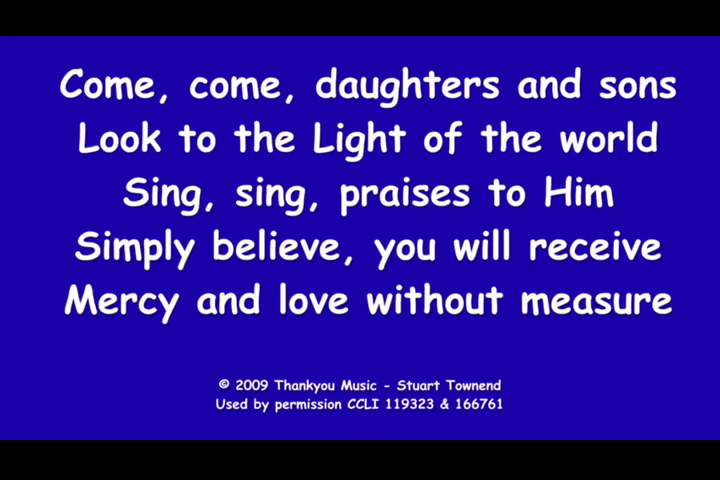 Come, come, daughters and sons
Look to the Light of the world
Sing, sing, praises to Him
Simply believe, you will receive
Mercy and love without measure
© 2009 Thankyou Music - Stuart Townend
Used by permission CCLI 119323 & 166761